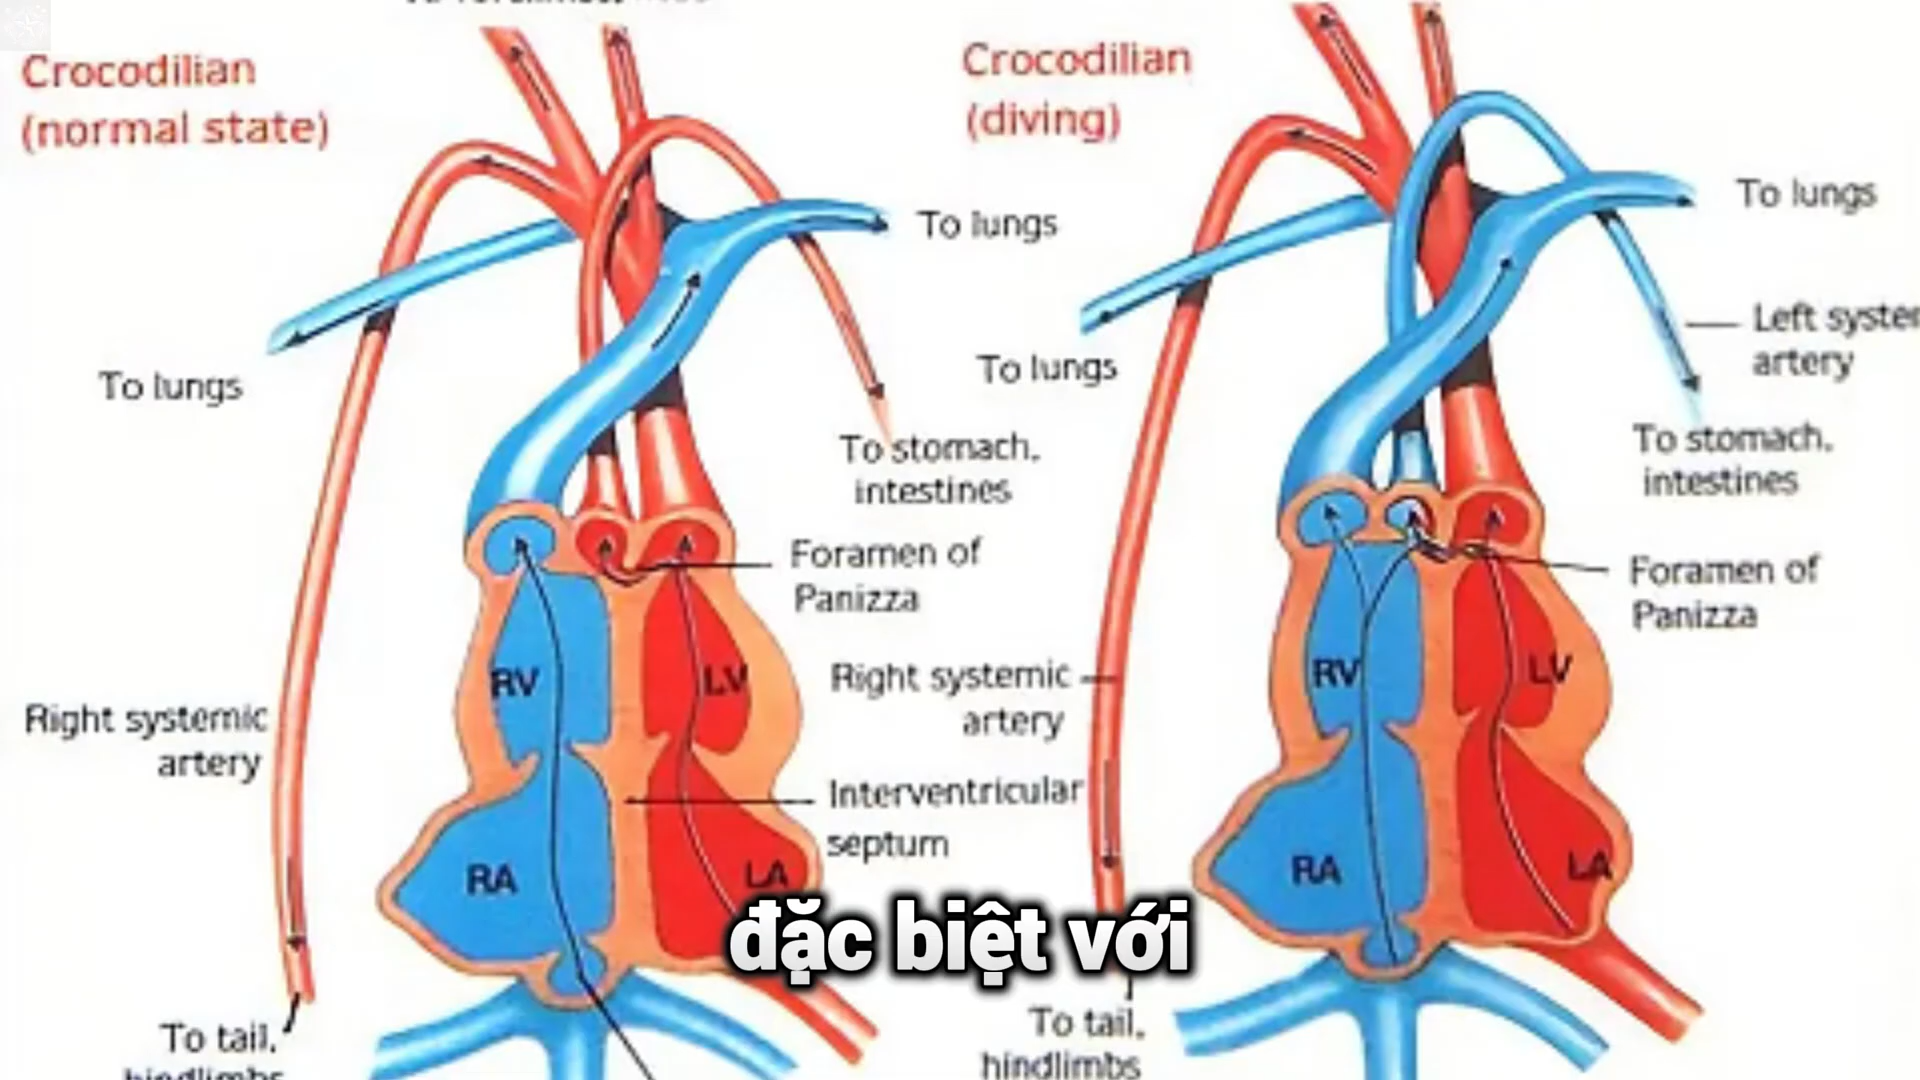 Crocodilian
(normal state)
To lungs
To lungs
To stomach,
intestines
Foramen of
Panizza
RV
LV
Right systemic
artery
Interventricular
septum
RA
LA
To tail,
hindlimbs
Crocodilian
(diving)
To lungs
To lungs
Left
artery
To stomach,
intestines
Foramen of
Panizza
Right systemic
artery
RV
LV
RA
LA
To tail,
hindlimbs
đặc biệt với